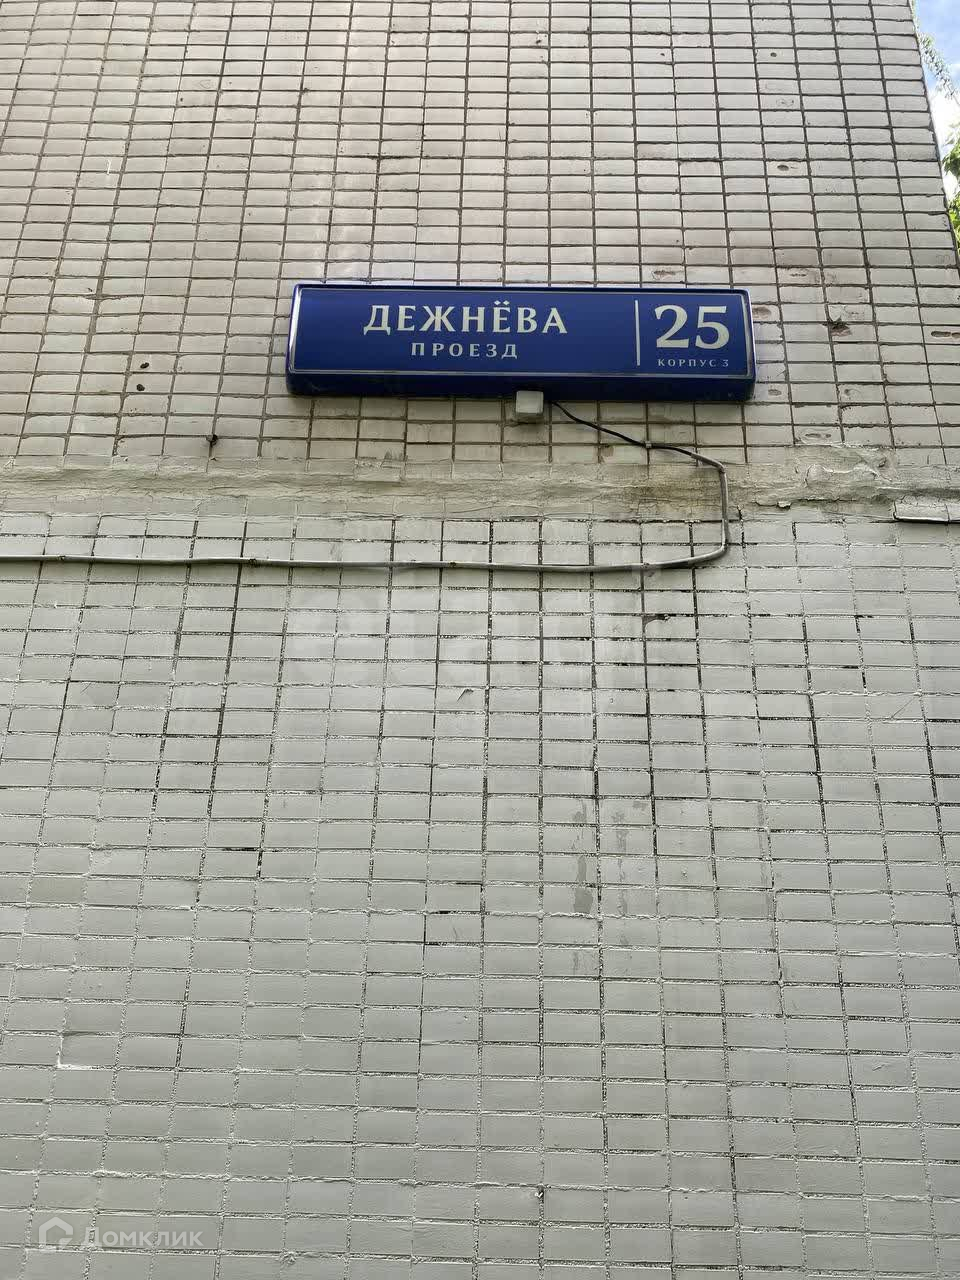 ДЕЖНЁВА
ПРОЕЗД
25
КОРПУС 3
Домклик